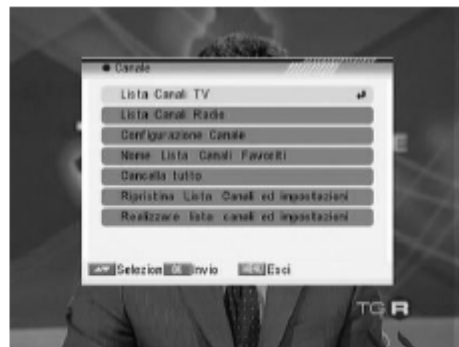 Canale
Lista Canali TV
Lista Canali Radio
Configurazione Canale
Nome Lista Canali Favoriti
Cancella tutto
Ripristina Lista Canali ed impostazioni
Realizzare lista canali ed impostazioni
Selezion OK Invio MENU Esci
TG R